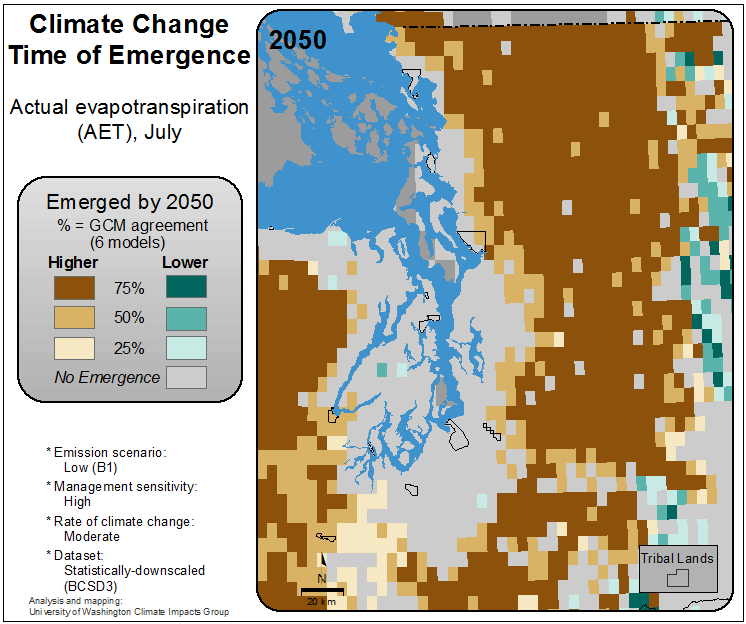 Climate Change
Time of Emergence
Actual evapotranspiration
(AET), July
Emerged by 2050
% = GCM agreement
(6 models)
Higher Lower
75%
50%
25%
No Emergence
* Emission scenario:
Low (B1)
* Management sensitivity:
High
* Rate of climate change:
Moderate
* Dataset:
Statistically-downscaled
(BCSD3)
Analysis and mapping:
University of Washington Climate Impacts Group
2050
N
20 km
Tribal Lands